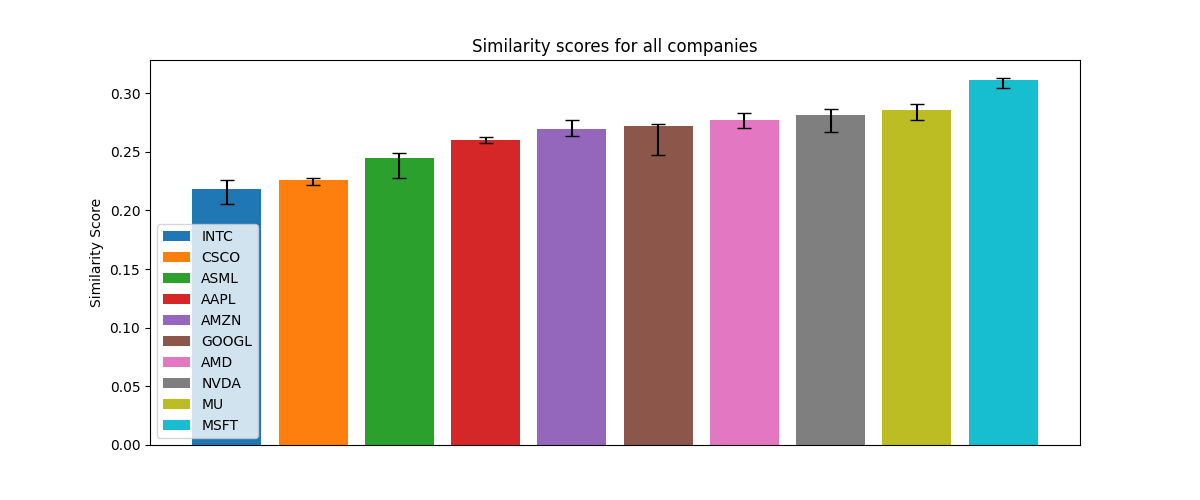 Similarity scores for all companies
Similarity Score
0.30
0.25
0.20
0.15
0.10
0.05
0.00
INTC
CSCO
ASML
AAPL
AMZN
GOOGL
AMD
NVDA
MU
MSFT